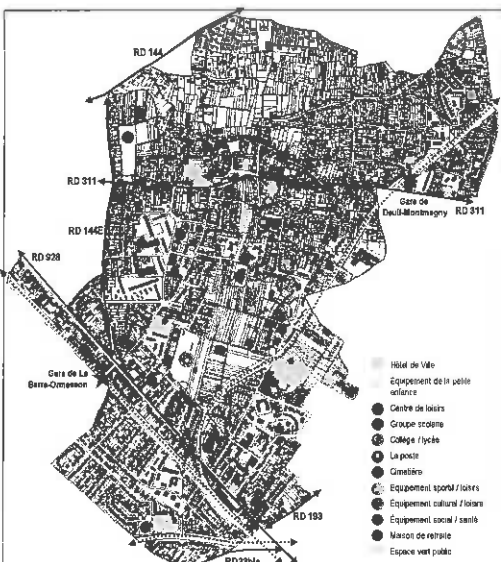 RD 144
RD 311
Gare de
Deuil-Montmagny
RD 311
RD 144E
RD 928
Gare de La
Barre-Ormesson
Hôtel de Ville
Équipement de la petite
enfance
Centre de loisirs
Groupe scolaire
Collège / lycée
La poste
Cimetière
Equipement sportif / loisirs
Équipement culturel / loisirs
Équipement social / santé
Maison de retraite
Espace vert public
RD 193